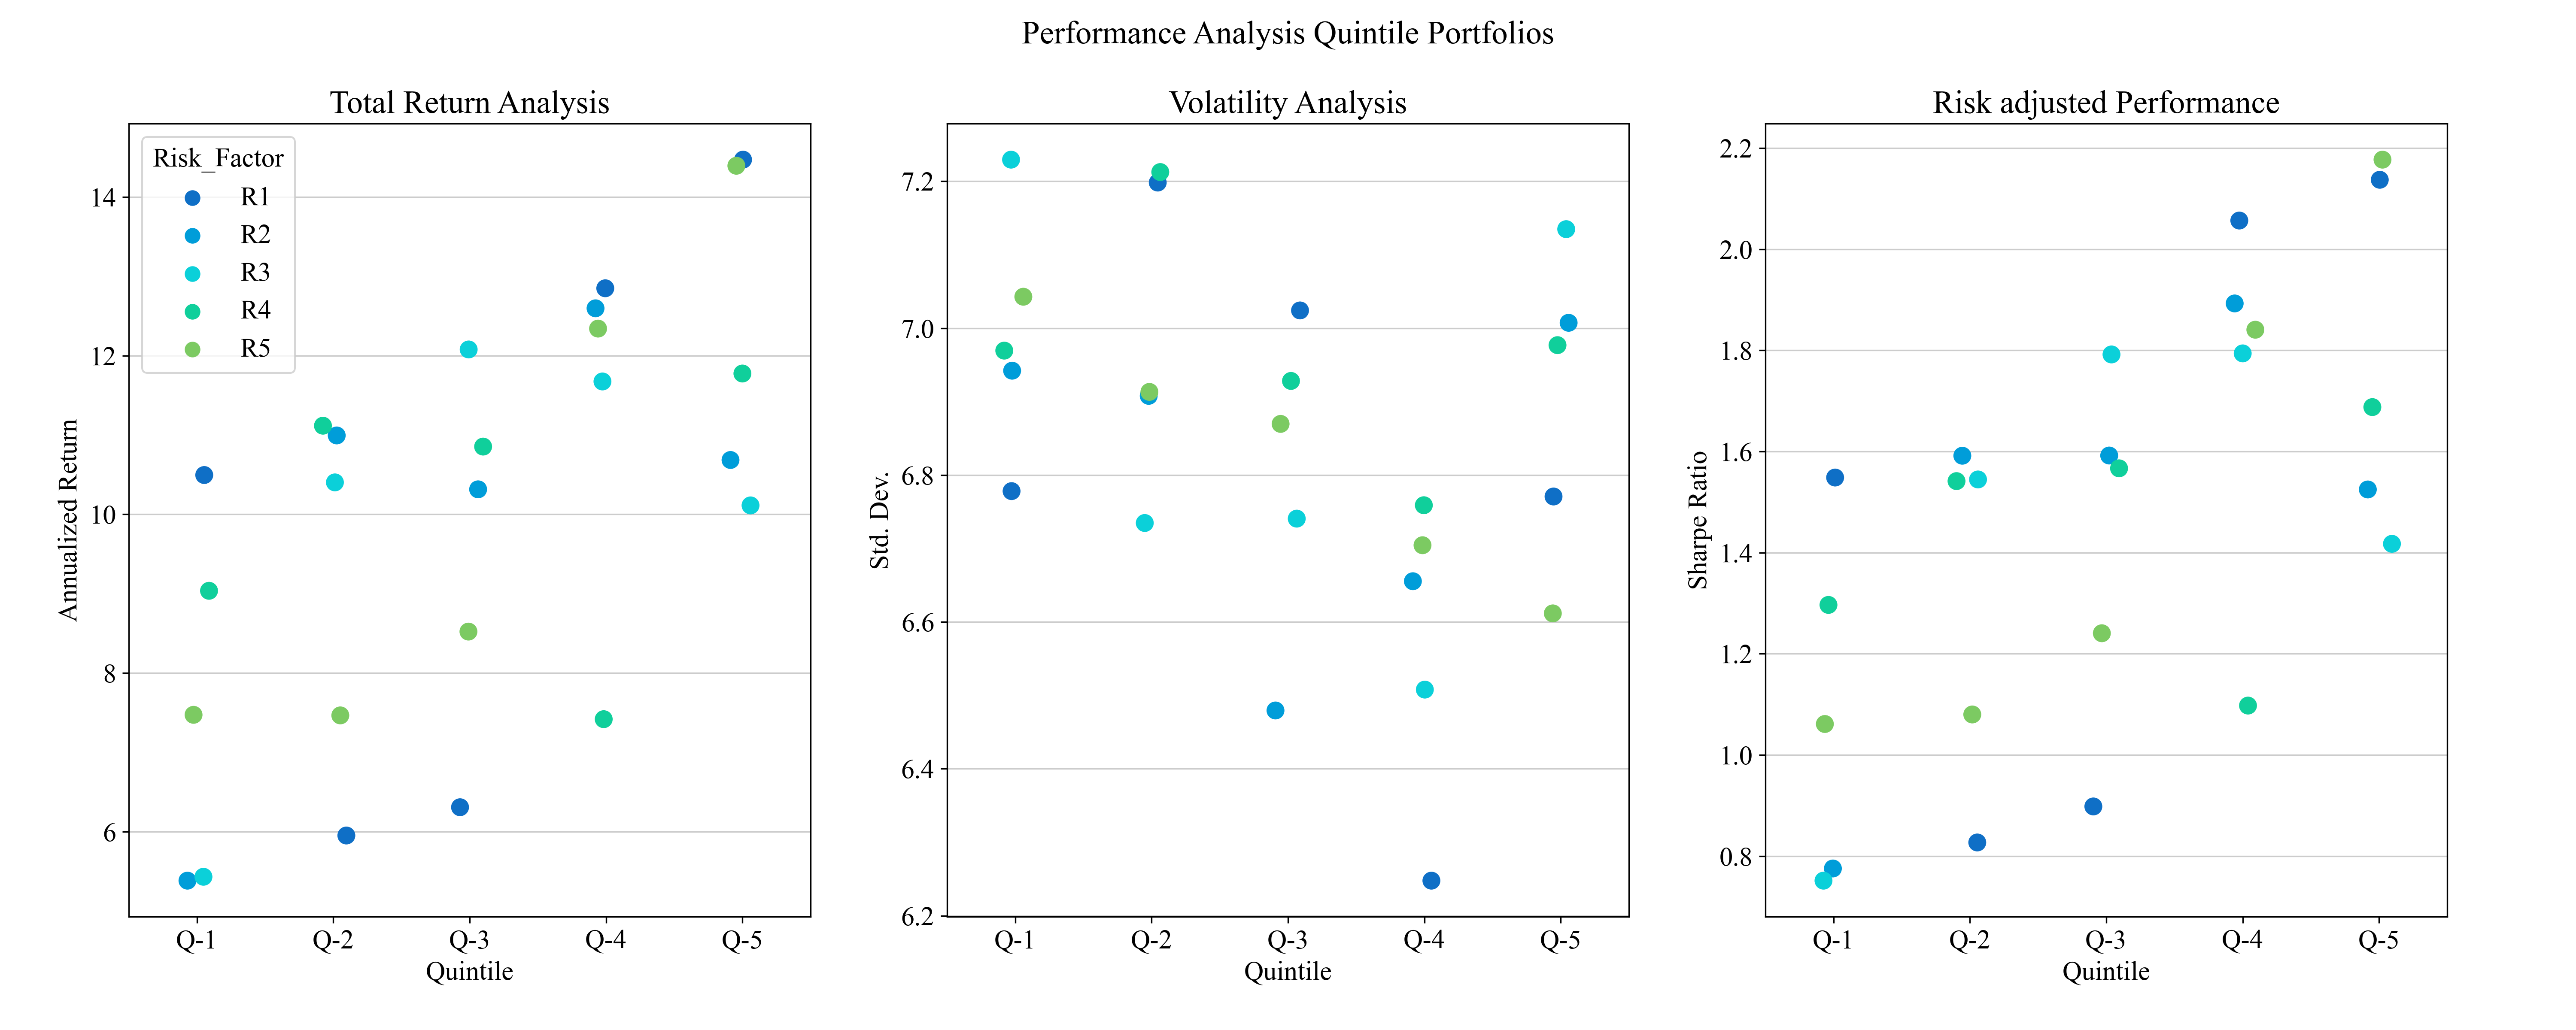 Performance Analysis Quintile Portfolios
Total Return Analysis
Annualized Return
14
12
10
8
6
Risk_Factor
R1
R2
R3
R4
R5
Q-1 Q-2 Q-3 Q-4 Q-5
Quintile
Volatility Analysis
Std. Dev.
7.2
7.0
6.8
6.6
6.4
6.2
Q-1 Q-2 Q-3 Q-4 Q-5
Quintile
Risk adjusted Performance
Sharpe Ratio
2.2
2.0
1.8
1.6
1.4
1.2
1.0
0.8
Q-1 Q-2 Q-3 Q-4 Q-5
Quintile